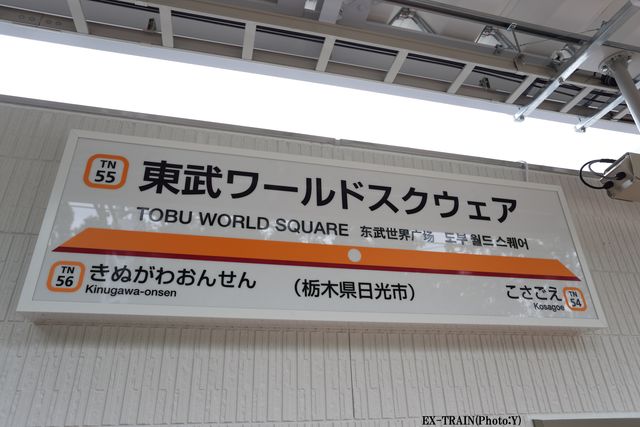 TN
55
東武ワールドスクウェア
TOBU WORLD SQUARE 东武世界广场 도부 월드 스퀘어
TN
56
きぬがわおんせん
Kinugawa-onsen
(栃木県日光市)
こさごえ
Kosagoe
TN
54
EX-TRAIN(Photo:Y)